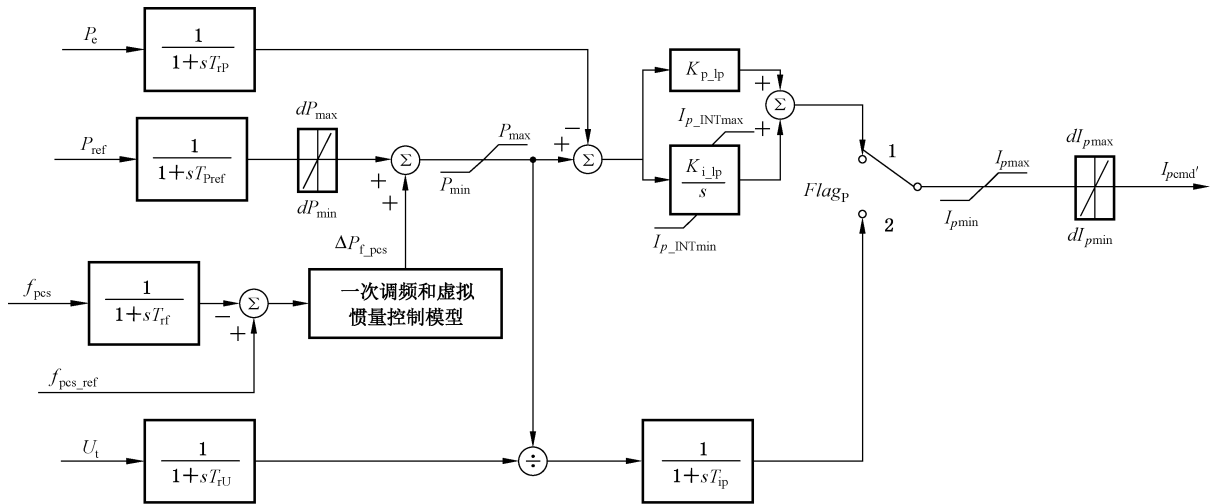 P_e
1
1+sT_rP
K_p_lp
+
Σ
+
I_p_INTmax
K_i_lp
s
I_p_INTmin
P_ref
1
1+sT_Pref
dP_max
dP_min
+
Σ
+
P_max
P_min
−
+
Σ
1
Flag_P
2
I_pmax
I_pmin
dI_pmax
dI_pmin
I_pcmd'
ΔP_f_pcs
f_pcs
1
1+sT_rf
−
Σ
+
一次调频和虚拟
惯量控制模型
f_pcs_ref
U_t
1
1+sT_rU
÷
1
1+sT_ip